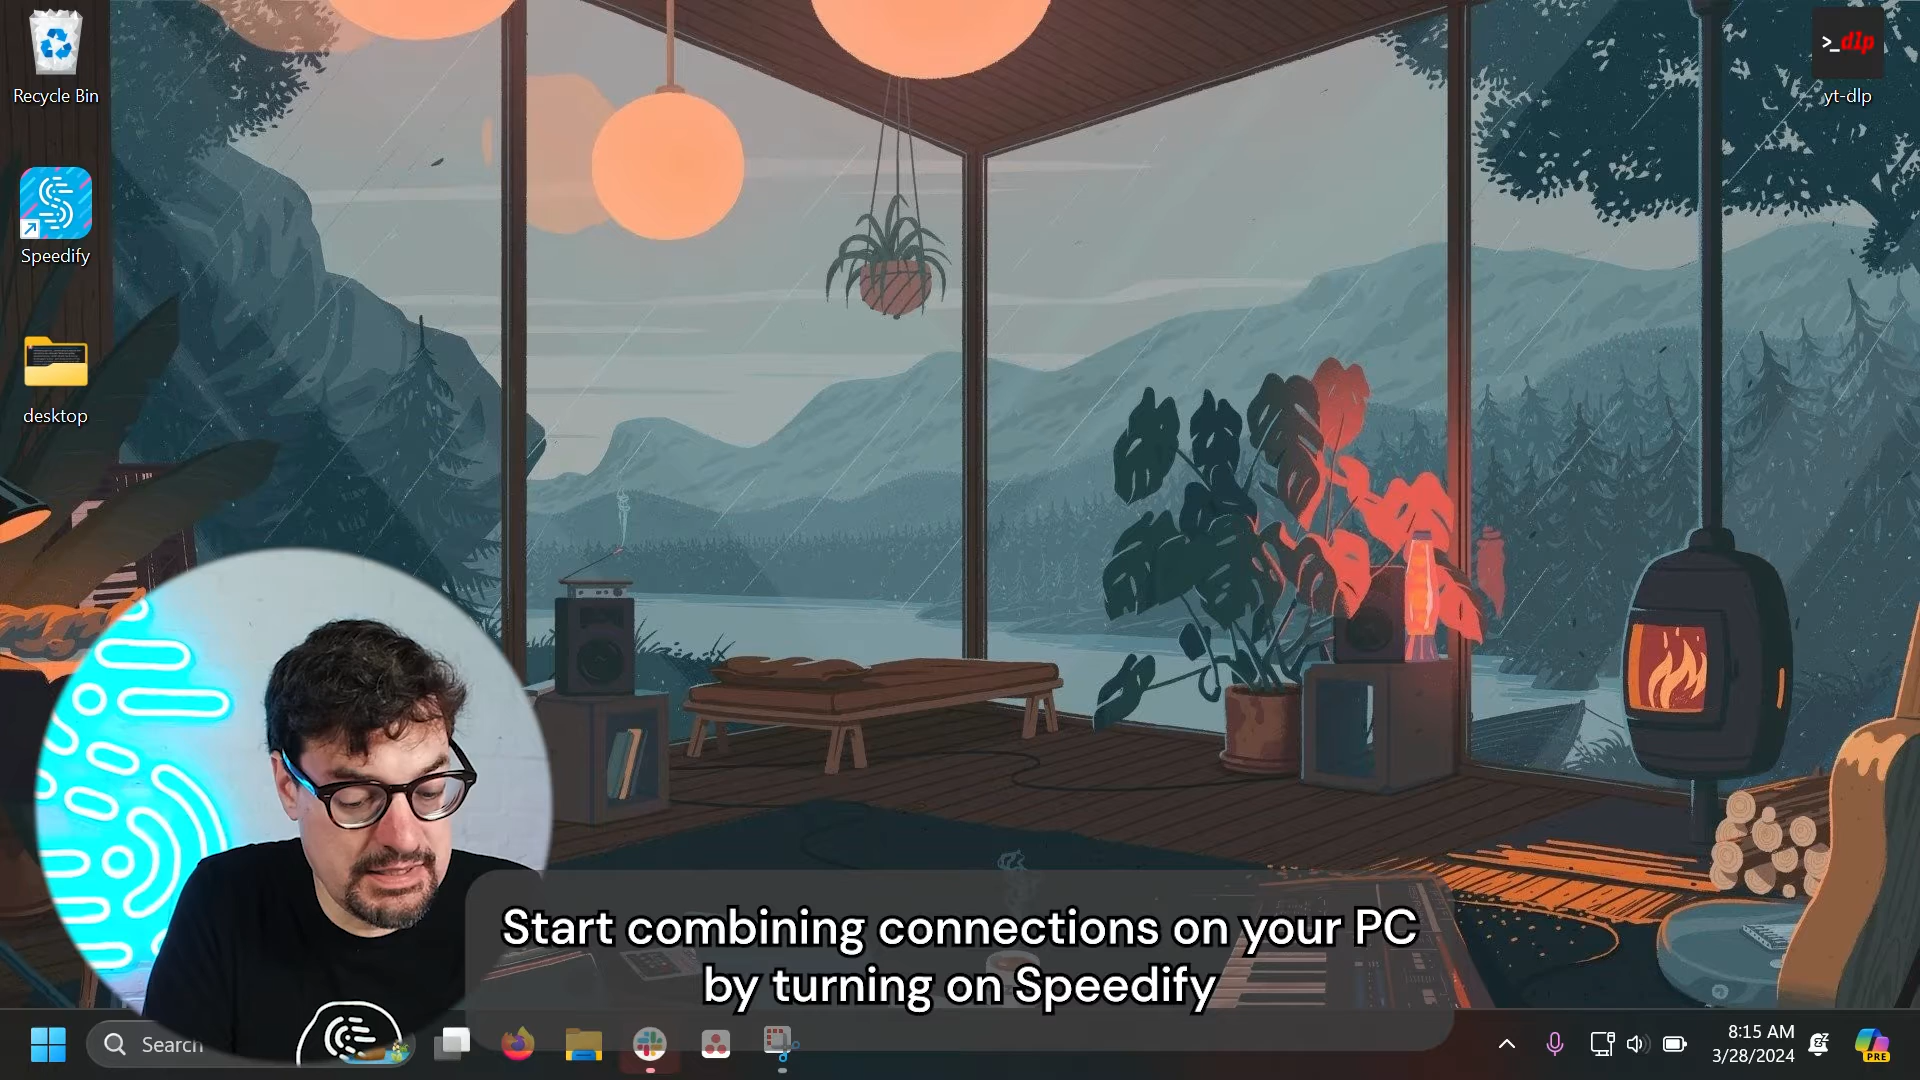 Recycle Bin
>_dlp
yt-dlp
Speedify
desktop
Start combining connections on your PC
by turning on Speedify
Search
8:15 AM
3/28/2024
PRE